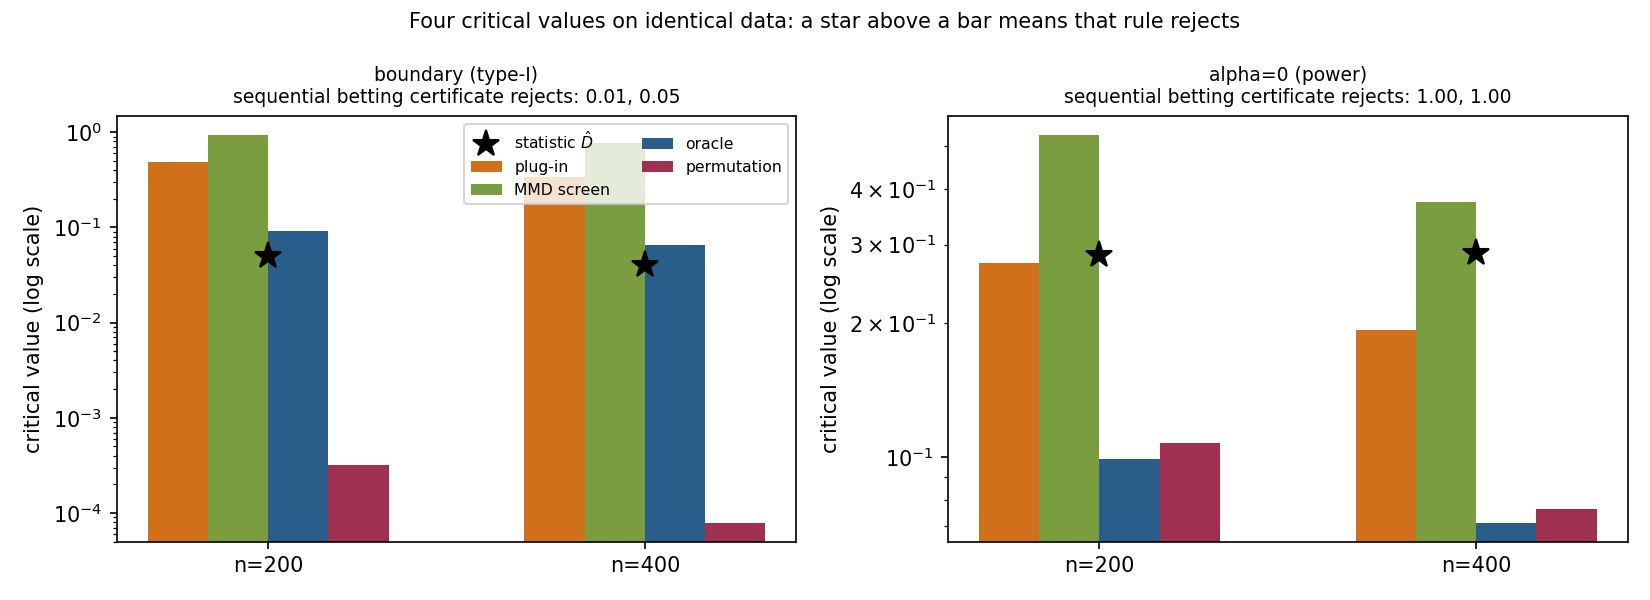 Four critical values on identical data: a star above a bar means that rule rejects
boundary (type-I)
sequential betting certificate rejects: 0.01, 0.05
critical value (log scale)
10⁰
10⁻¹
10⁻²
10⁻³
10⁻⁴
statistic D̂
plug-in
MMD screen
oracle
permutation
n=200
n=400
alpha=0 (power)
sequential betting certificate rejects: 1.00, 1.00
critical value (log scale)
4 × 10⁻¹
3 × 10⁻¹
2 × 10⁻¹
10⁻¹
n=200
n=400